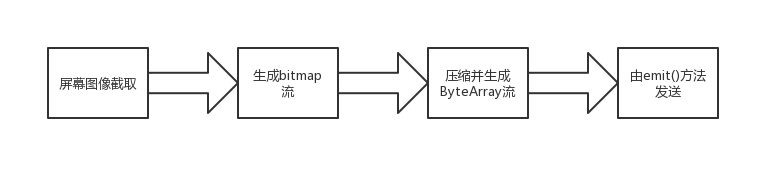 屏幕图像截取
生成bitmap
流
压缩并生成
ByteArray流
由emit()方法
发送